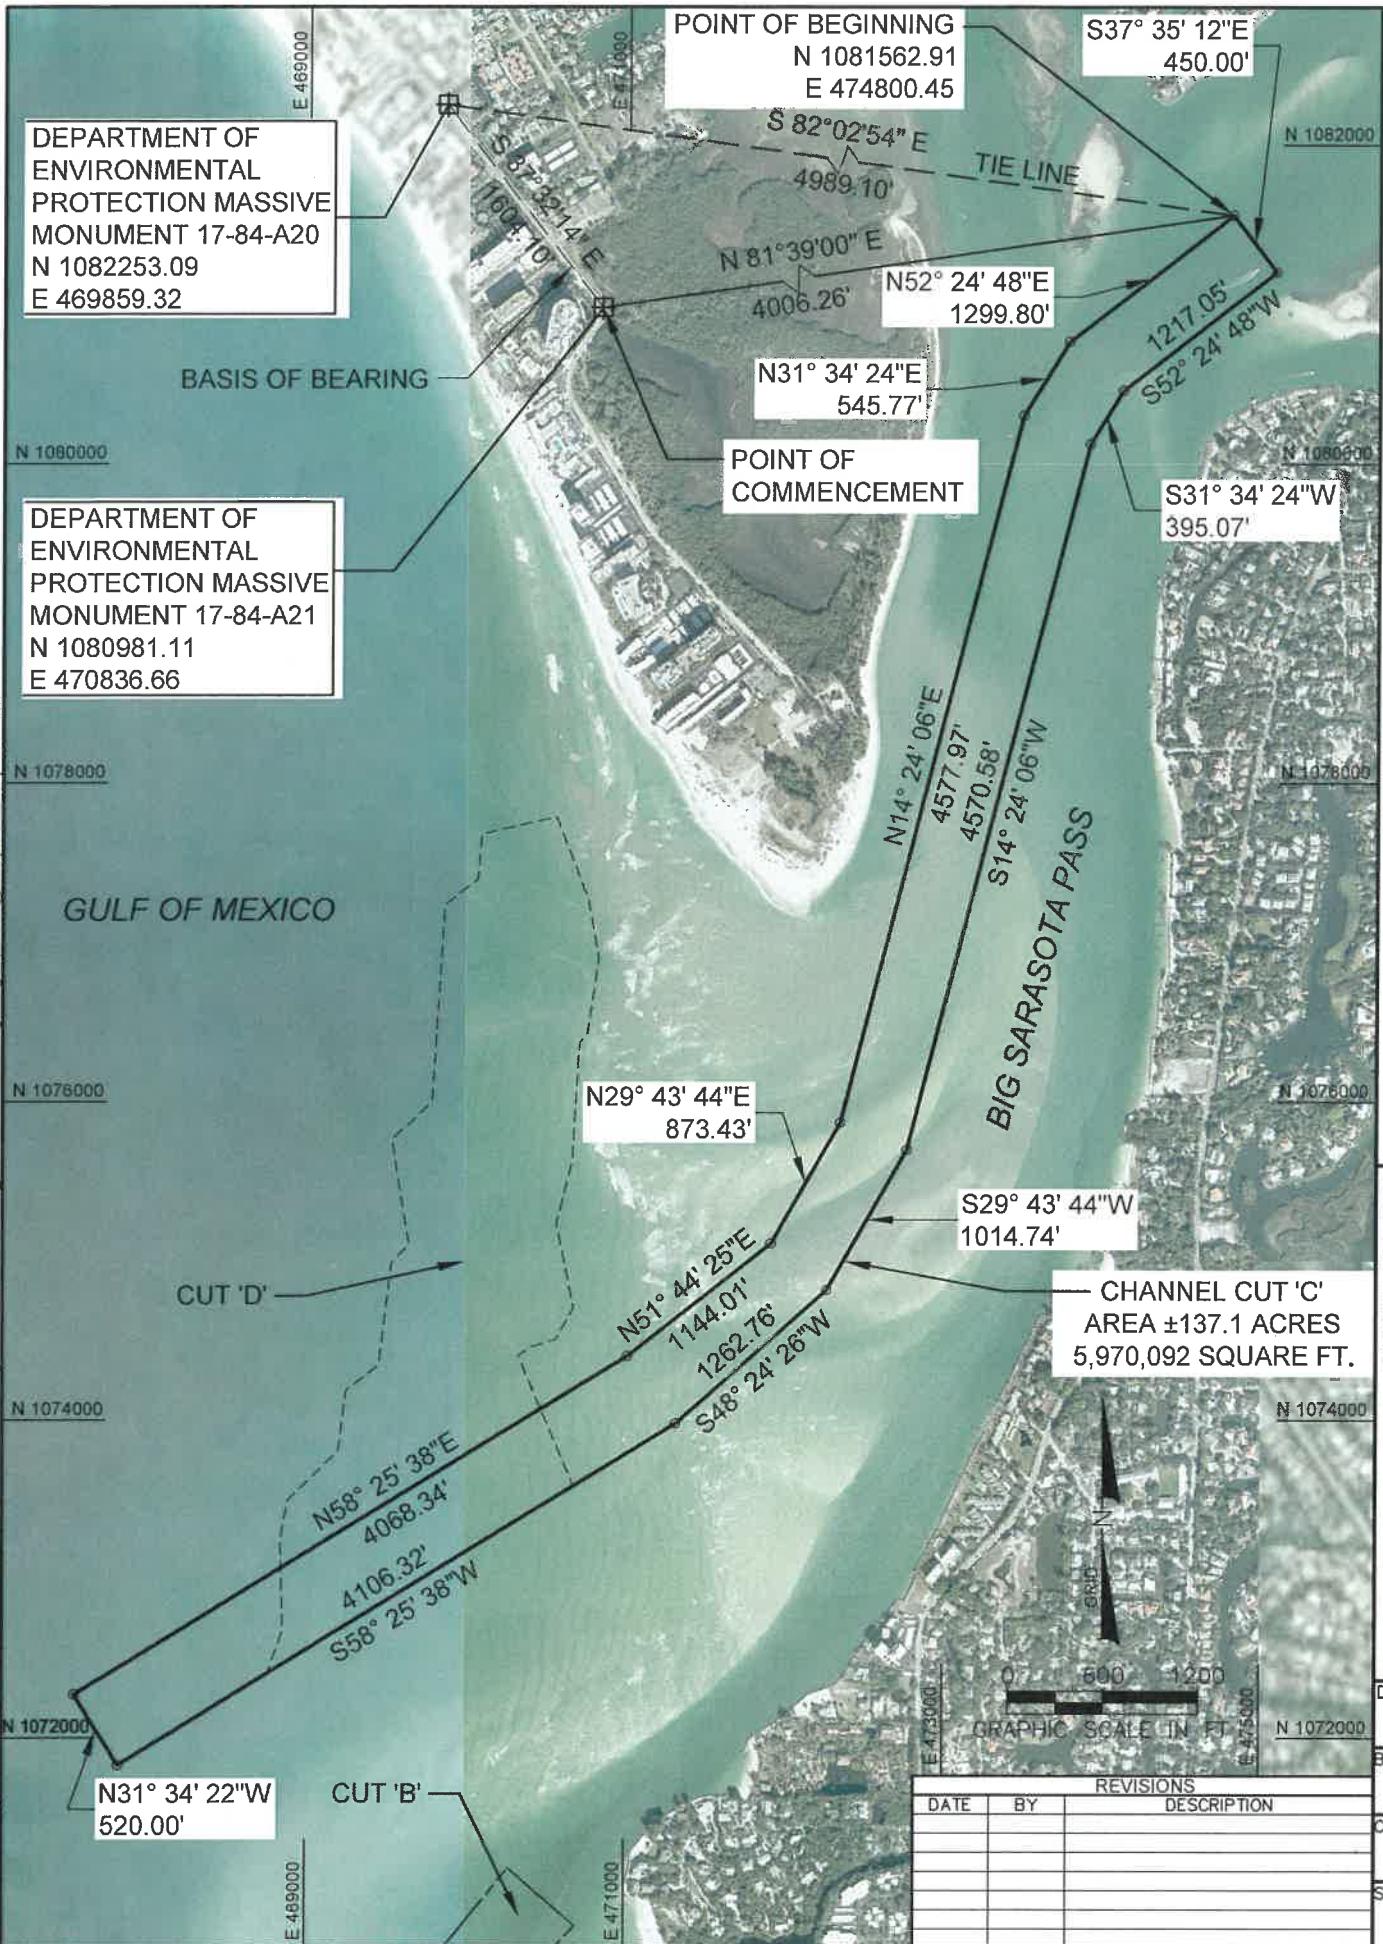 POINT OF BEGINNING
N 1081562.91
E 474800.45
S37° 35' 12"E
450.00'
E 469000
E 471000
DEPARTMENT OF
ENVIRONMENTAL
PROTECTION MASSIVE
MONUMENT 17-84-A20
N 1082253.09
E 469859.32
S 82°02'54" E
4989.10'
TIE LINE
N 1082000
S 37°32'14" E
1604.10'
N 81°39'00" E
4006.26'
N52° 24' 48"E
1299.80'
1217.05'
S52° 24' 48"W
BASIS OF BEARING
N31° 34' 24"E
545.77'
N 1080000
POINT OF
COMMENCEMENT
N 1080000
S31° 34' 24"W
395.07'
DEPARTMENT OF
ENVIRONMENTAL
PROTECTION MASSIVE
MONUMENT 17-84-A21
N 1080981.11
E 470836.66
N14° 24' 06"E
4577.97'
4570.58'
S14° 24' 06"W
N 1078000
N 1078000
GULF OF MEXICO
BIG SARASOTA PASS
N 1076000
N 1076000
N29° 43' 44"E
873.43'
S29° 43' 44"W
1014.74'
CUT 'D'
N51° 44' 25"E
1144.01'
1262.76'
S48° 24' 26"W
CHANNEL CUT 'C'
AREA ±137.1 ACRES
5,970,092 SQUARE FT.
N 1074000
N 1074000
N58° 25' 38"E
4068.34'
4106.32'
S58° 25' 38"W
N
GRID
0 600 1200
GRAPHIC SCALE IN FT
E 473000
E 475000
N 1072000
N 1072000
N31° 34' 22"W
520.00'
CUT 'B'
E 469000
E 471000
REVISIONS
DATE BY DESCRIPTION